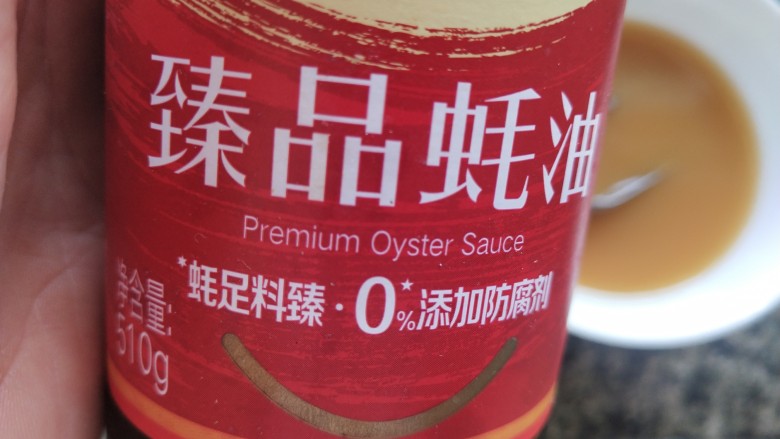 臻品蚝油
Premium Oyster Sauce
*蚝足料臻·0%*添加防腐剂
净含量:
510g